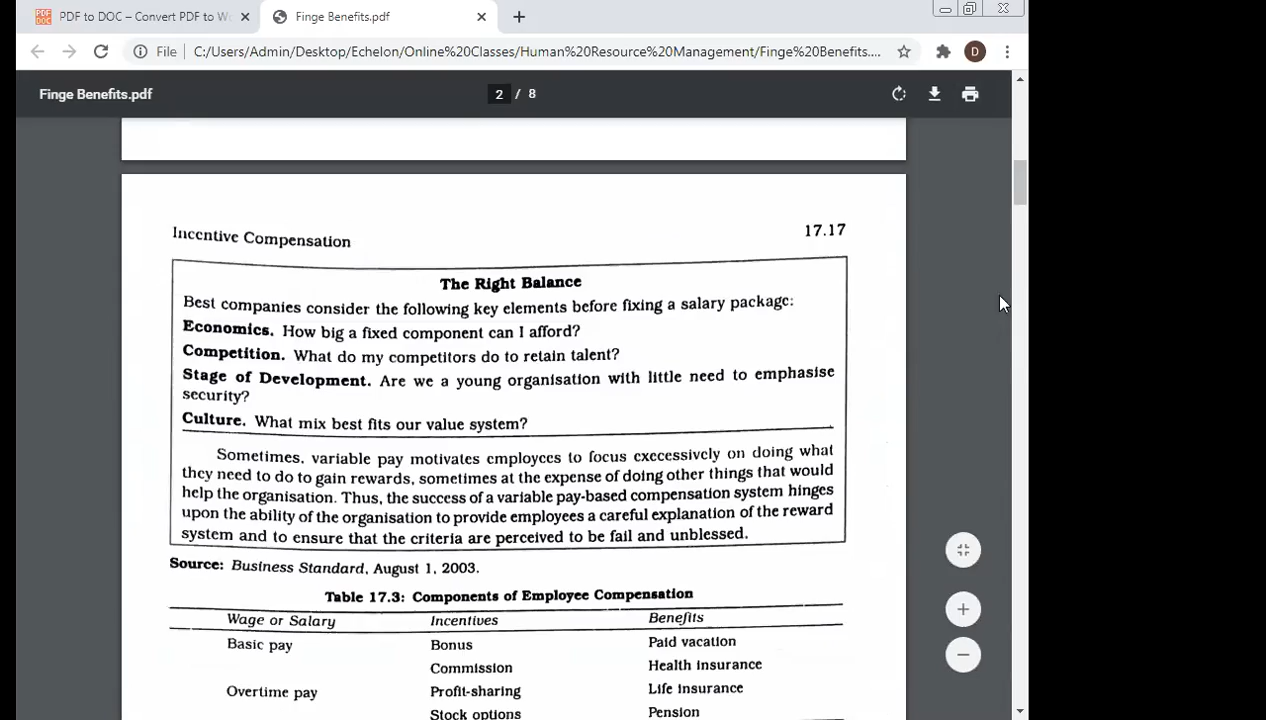 PDF to DOC – Convert PDF to W
Finge Benefits.pdf
File
C:/Users/Admin/Desktop/Echelon/Online%20Classes/Human%20Resource%20Management/Finge%20Benefits....
D
Finge Benefits.pdf
2 / 8
Incentive Compensation 17.17
The Right Balance
Best companies consider the following key elements before fixing a salary package:
Economics. How big a fixed component can I afford?
Competition. What do my competitors do to retain talent?
Stage of Development. Are we a young organisation with little need to emphasise
security?
Culture. What mix best fits our value system?
Sometimes, variable pay motivates employees to focus excessively on doing what
they need to do to gain rewards, sometimes at the expense of doing other things that would
help the organisation. Thus, the success of a variable pay-based compensation system hinges
upon the ability of the organisation to provide employees a careful explanation of the reward
system and to ensure that the criteria are perceived to be fail and unblessed.
Source: Business Standard, August 1, 2003.
Table 17.3: Components of Employee Compensation
Wage or Salary Incentives Benefits
Basic pay Bonus Paid vacation
Commission Health insurance
Overtime pay Profit-sharing Life insurance
Stock options Pension